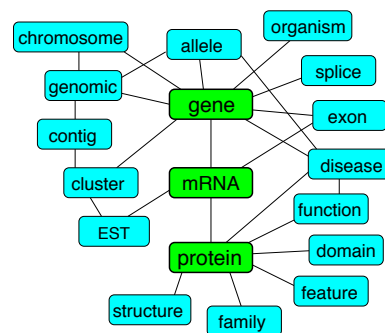 organism
chromosome
allele
splice
genomic
gene
exon
contig
disease
cluster
mRNA
function
EST
domain
protein
feature
structure
family